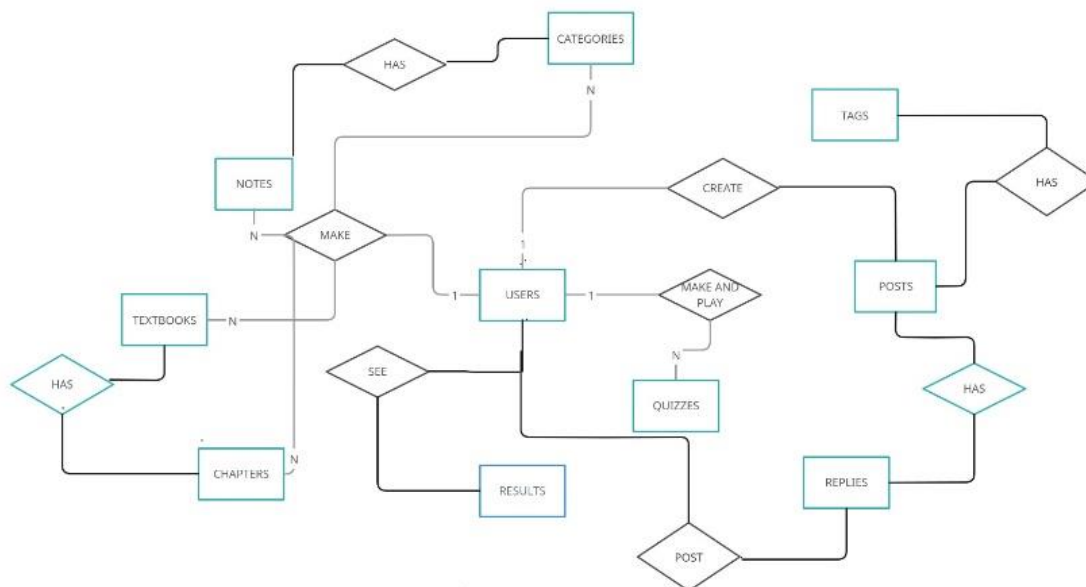 CATEGORIES
HAS
N
TAGS
NOTES
CREATE
HAS
N
MAKE
1
USERS
1
MAKE AND
PLAY
POSTS
1
TEXTBOOKS
N
N
SEE
HAS
HAS
QUIZZES
N
CHAPTERS
RESULTS
REPLIES
POST